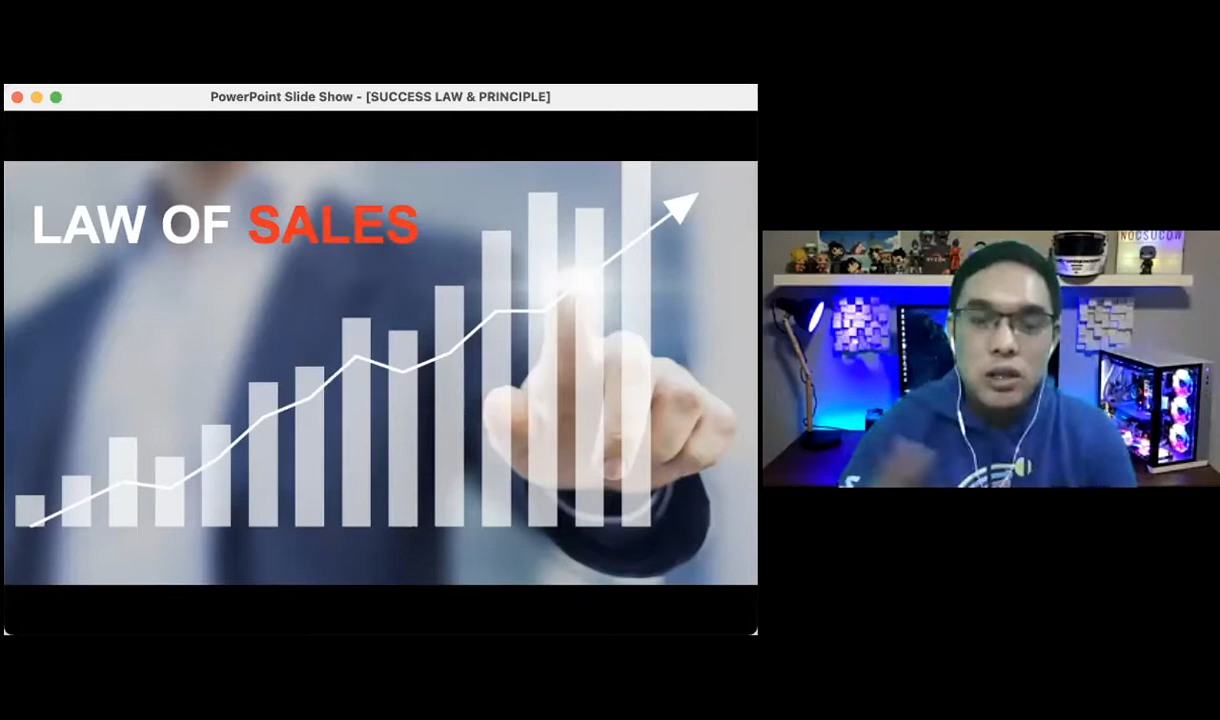 PowerPoint Slide Show - [SUCCESS LAW & PRINCIPLE]
LAW OF SALES
NOCSUCOW